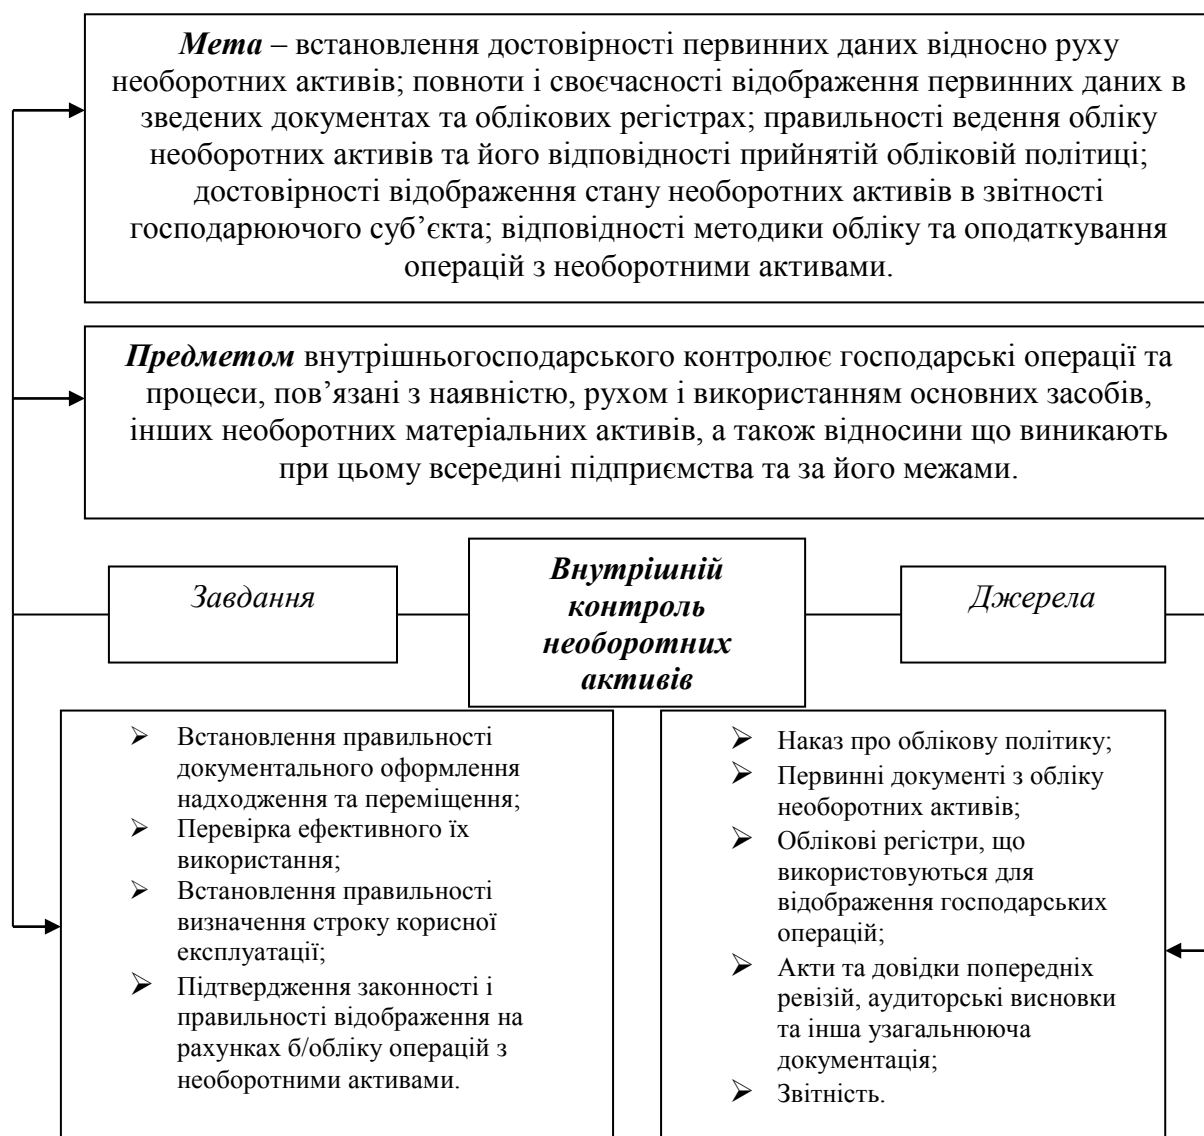 Мета – встановлення достовірності первинних даних відносно руху
необоротних активів; повноти і своєчасності відображення первинних даних в
зведених документах та облікових регістрах; правильності ведення обліку
необоротних активів та його відповідності прийнятій обліковій політиці;
достовірності відображення стану необоротних активів в звітності
господарюючого суб’єкта; відповідності методики обліку та оподаткування
операцій з необоротними активами.
Предметом внутрішньогосподарського контролює господарські операції та
процеси, пов’язані з наявністю, рухом і використанням основних засобів,
інших необоротних матеріальних активів, а також відносини що виникають
при цьому всередині підприємства та за його межами.
Завдання
Внутрішній
контроль
необоротних
активів
Джерела
➢ Встановлення правильності
документального оформлення
надходження та переміщення;
➢ Перевірка ефективного їх
використання;
➢ Встановлення правильності
визначення строку корисної
експлуатації;
➢ Підтвердження законності і
правильності відображення на
рахунках б/обліку операцій з
необоротними активами.
➢ Наказ про облікову політику;
➢ Первинні документі з обліку
необоротних активів;
➢ Облікові регістри, що
використовуються для
відображення господарських
операцій;
➢ Акти та довідки попередніх
ревізій, аудиторські висновки
та інша узагальнююча
документація;
➢ Звітність.